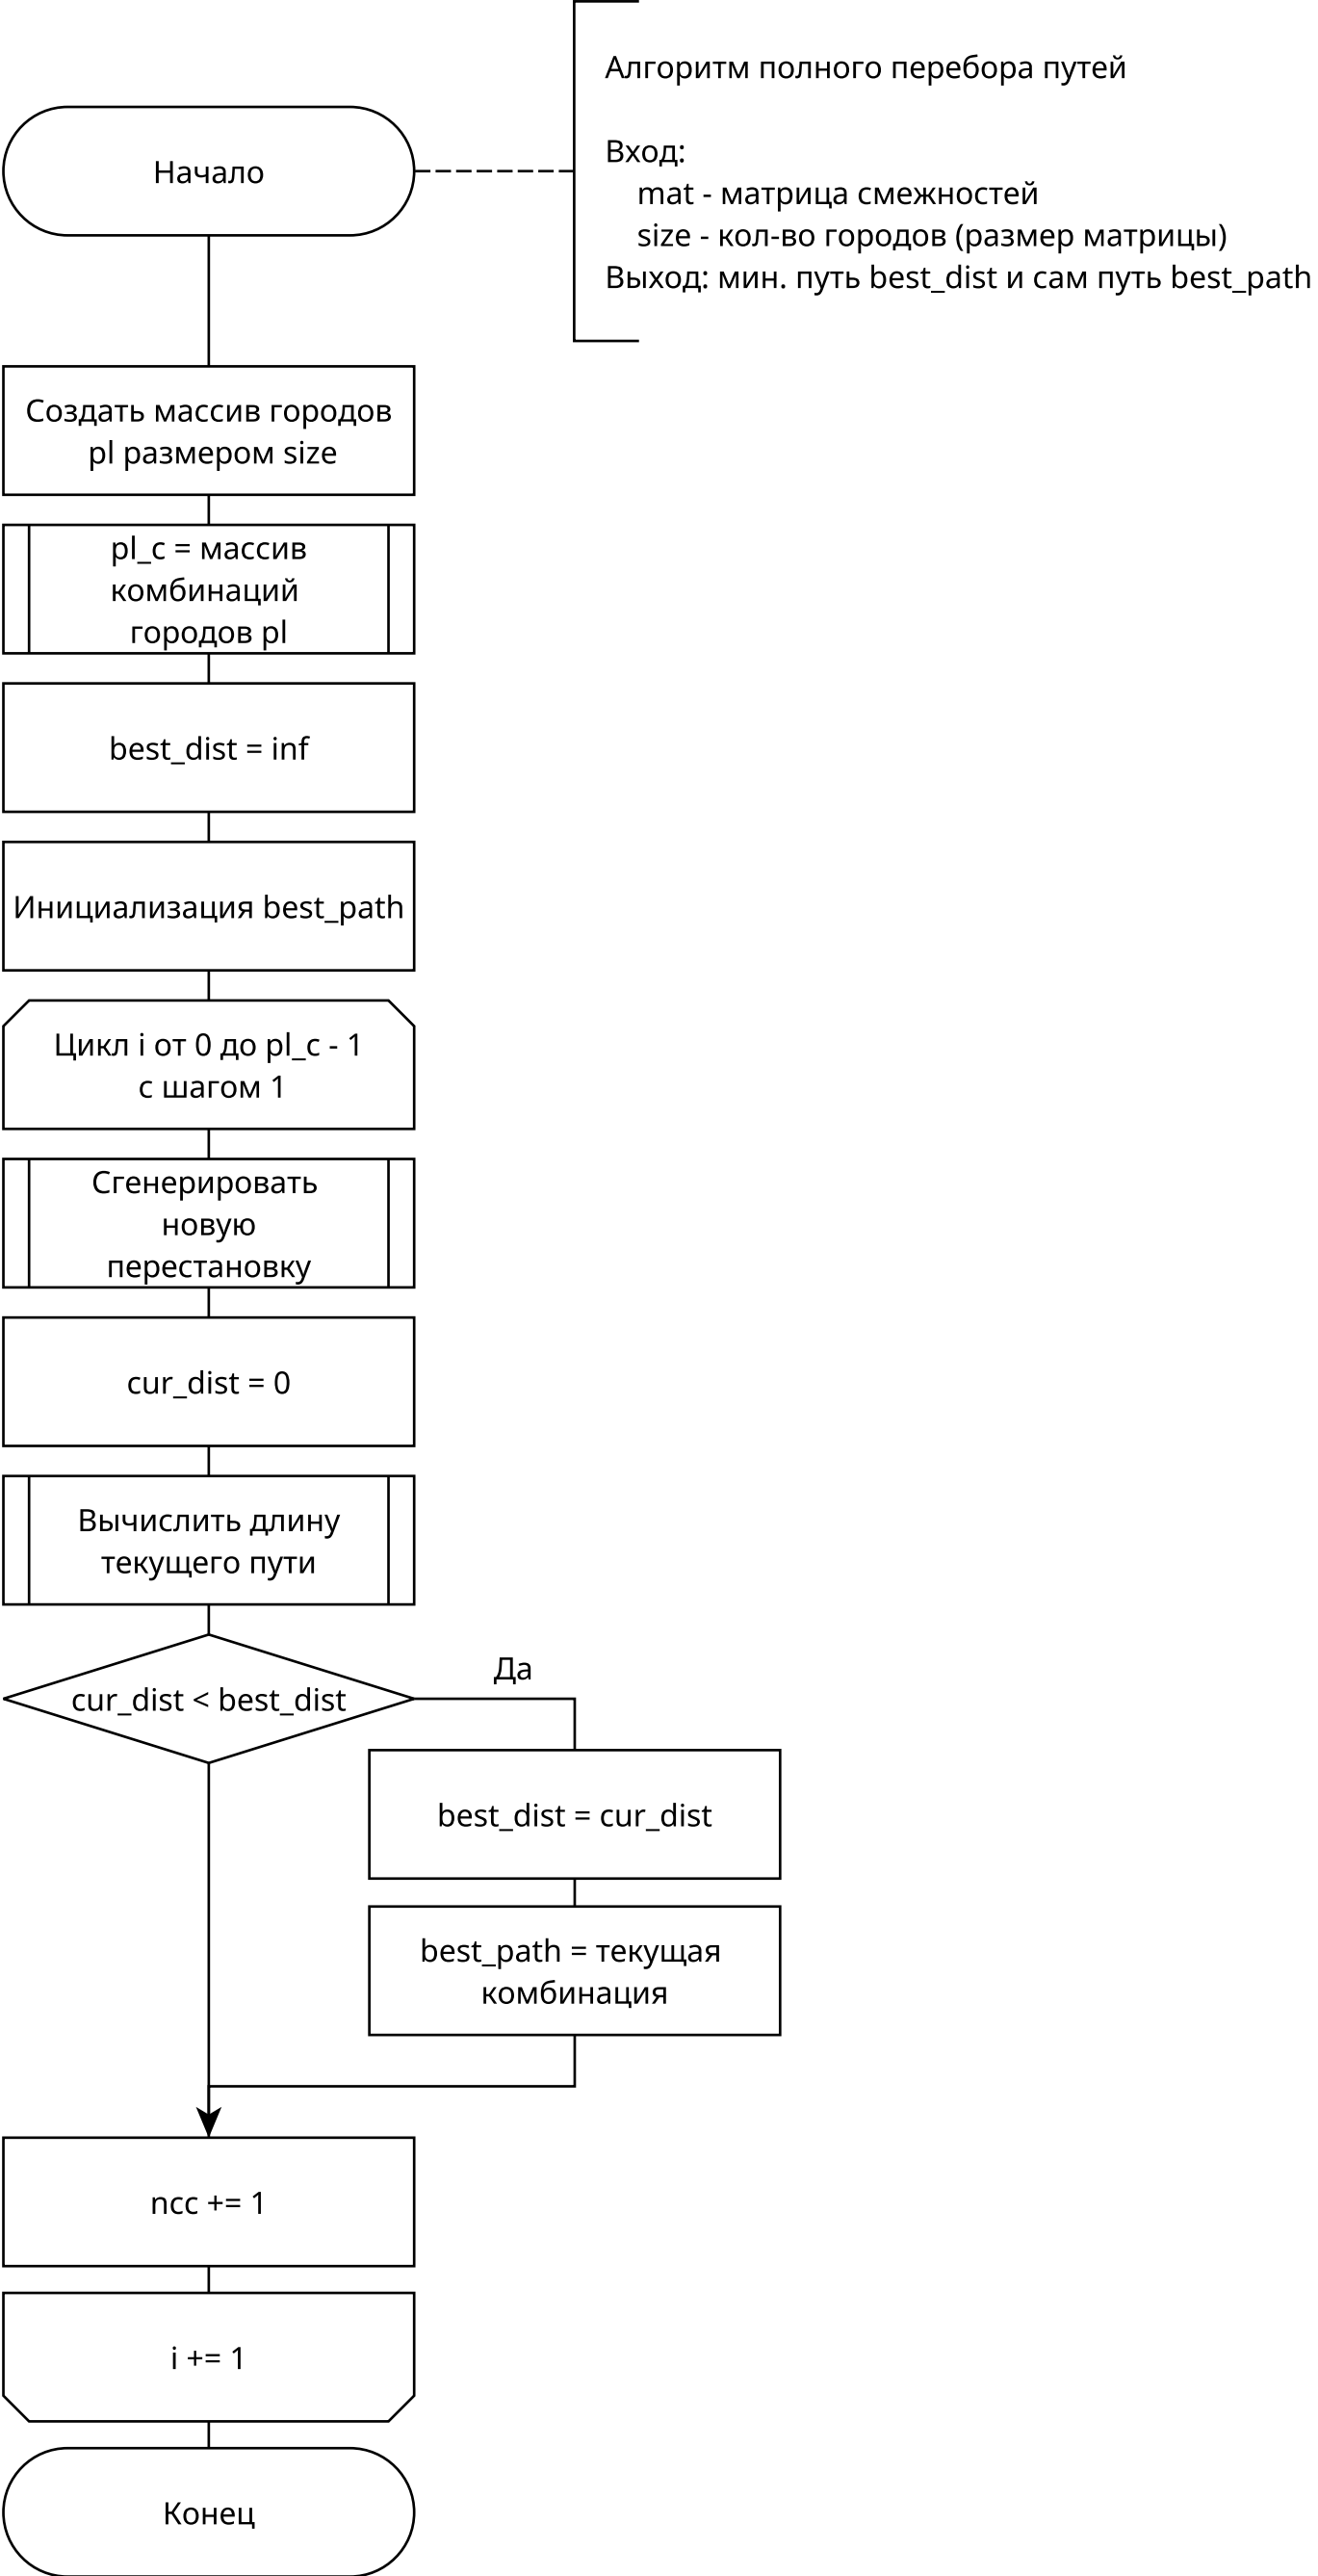 Алгоритм полного перебора путей
Вход:
mat - матрица смежностей
size - кол-во городов (размер матрицы)
Выход: мин. путь best_dist и сам путь best_path
Начало
Создать массив городов
pl размером size
pl_c = массив
комбинаций
городов pl
best_dist = inf
Инициализация best_path
Цикл i от 0 до pl_c - 1
с шагом 1
Сгенерировать
новую
перестановку
cur_dist = 0
Вычислить длину
текущего пути
cur_dist < best_dist
Да
best_dist = cur_dist
best_path = текущая
комбинация
ncc += 1
i += 1
Конец